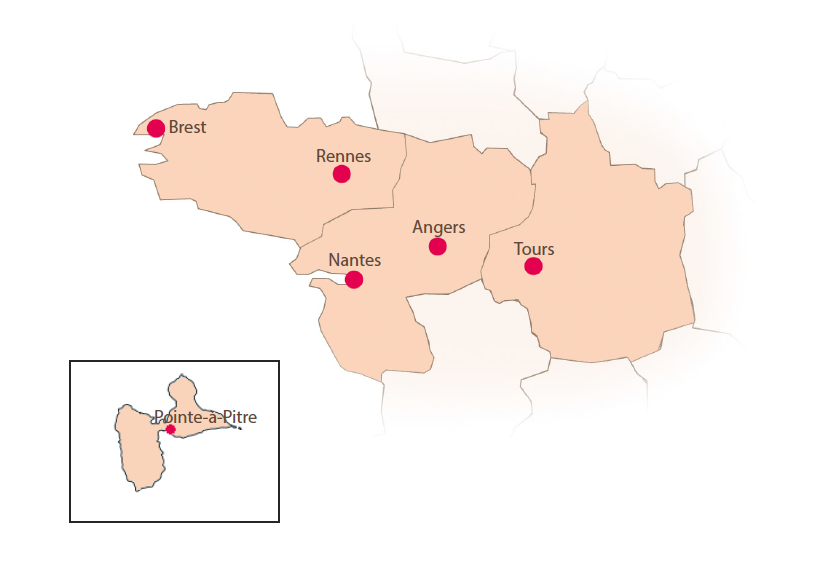 Brest
Rennes
Angers
Tours
Nantes
Pointe-à-Pitre